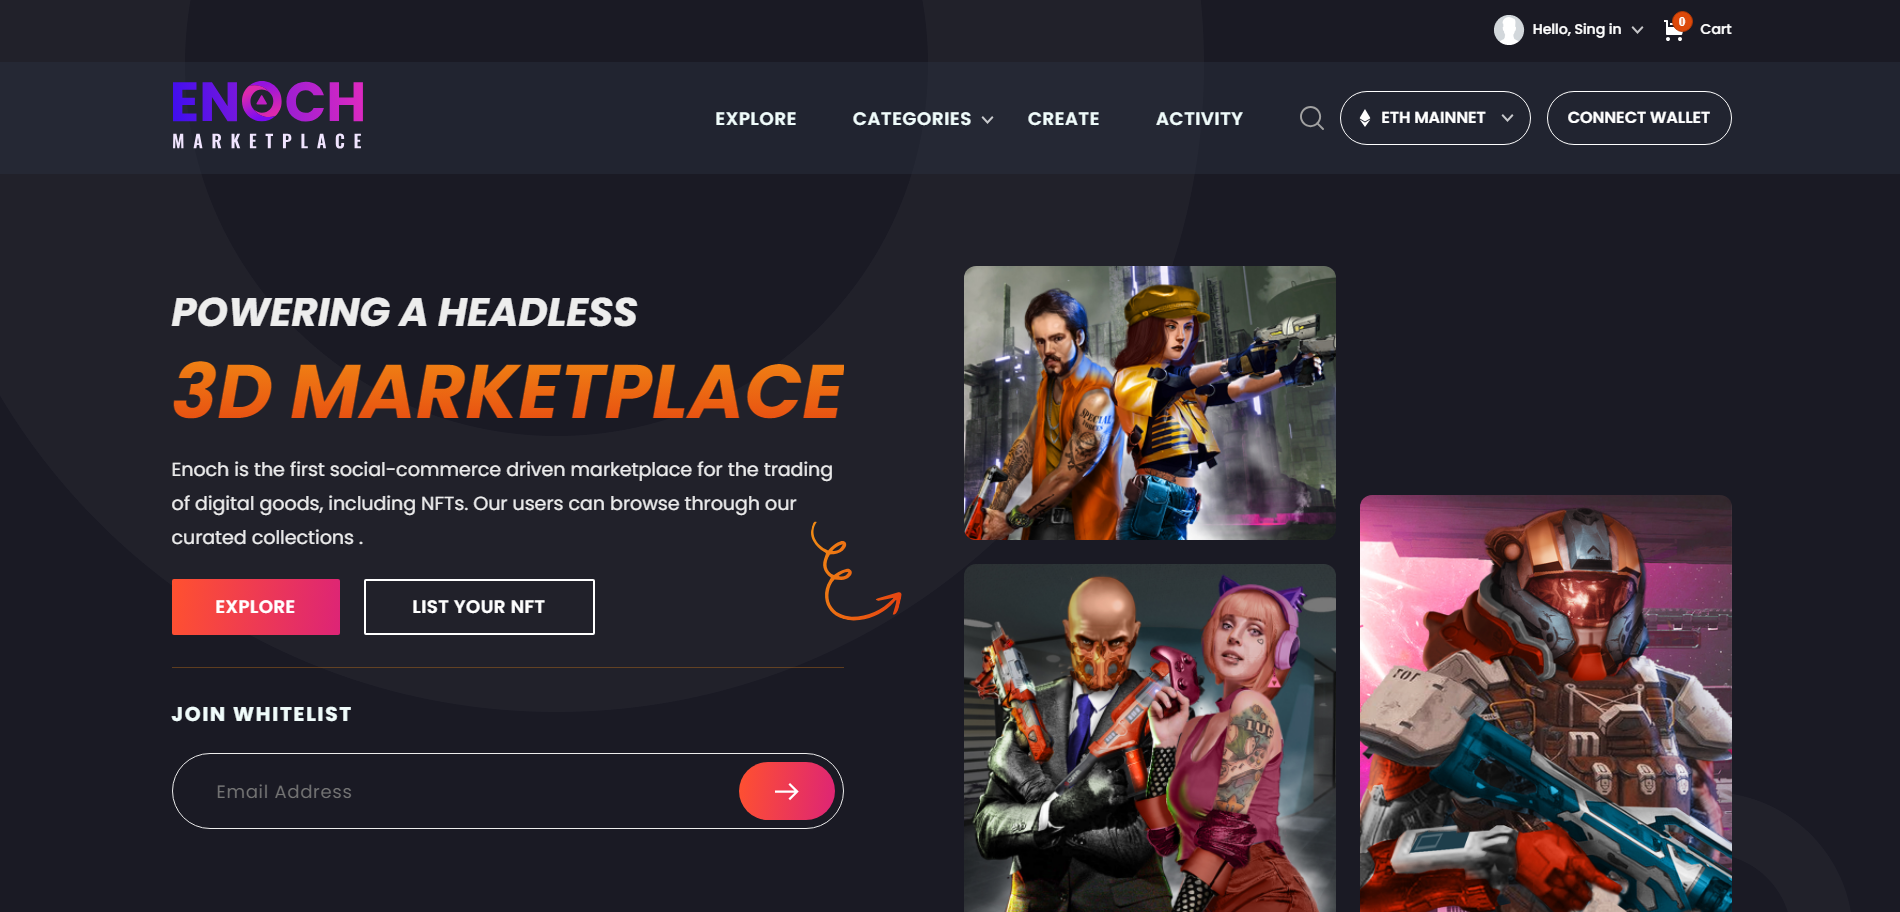 Hello, Sing in
0
Cart
ENOCH
MARKETPLACE
EXPLORE
CATEGORIES
CREATE
ACTIVITY
ETH MAINNET
CONNECT WALLET
POWERING A HEADLESS
3D MARKETPLACE
Enoch is the first social-commerce driven marketplace for the trading
of digital goods, including NFTs. Our users can browse through our
curated collections .
EXPLORE
LIST YOUR NFT
JOIN WHITELIST
Email Address
SPECIAL
FORCES